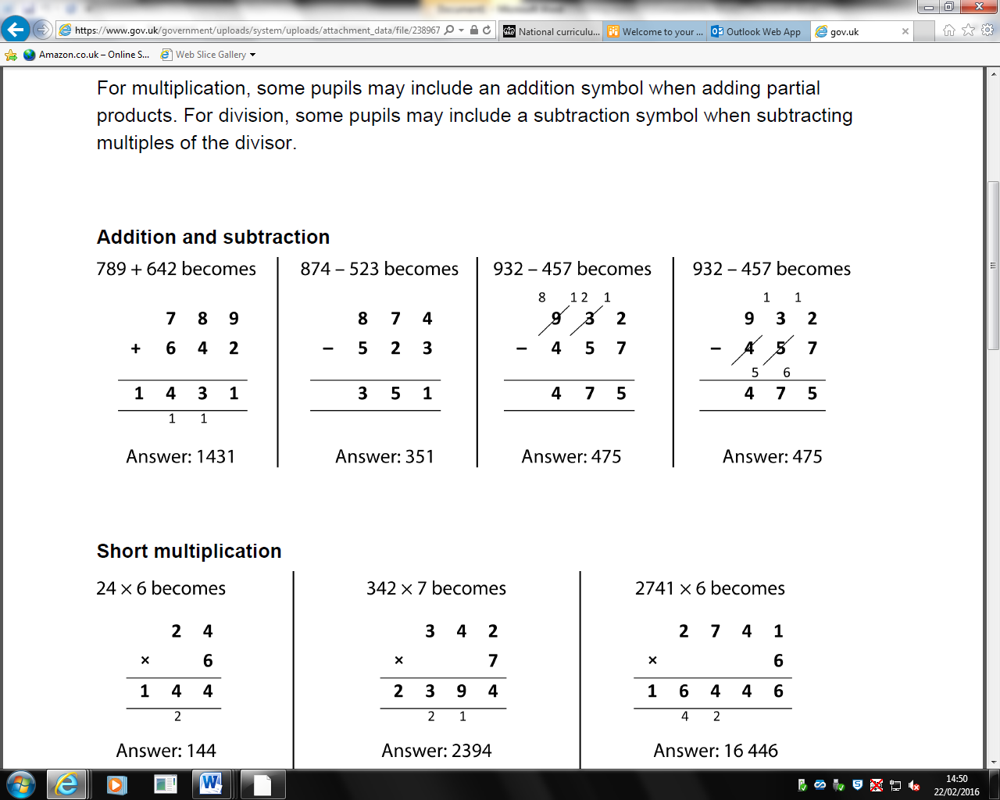 https://www.gov.uk/government/uploads/system/uploads/attachment_data/file/238967
National curriculu...
Welcome to your ...
Outlook Web App
gov.uk
Amazon.co.uk – Online S...
Web Slice Gallery
For multiplication, some pupils may include an addition symbol when adding partial
products. For division, some pupils may include a subtraction symbol when subtracting
multiples of the divisor.
Addition and subtraction
789 + 642 becomes
7 8 9
+ 6 4 2
1 4 3 1
1 1
Answer: 1431
874 – 523 becomes
8 7 4
– 5 2 3
3 5 1
Answer: 351
932 – 457 becomes
8 1 2 1
9 3 2
– 4 5 7
4 7 5
Answer: 475
932 – 457 becomes
1 1
9 3 2
– 4 5 7
5 6
4 7 5
Answer: 475
Short multiplication
24 × 6 becomes
2 4
× 6
1 4 4
2
Answer: 144
342 × 7 becomes
3 4 2
× 7
2 3 9 4
2 1
Answer: 2394
2741 × 6 becomes
2 7 4 1
× 6
1 6 4 4 6
4 2
Answer: 16 446
14:50
22/02/2016